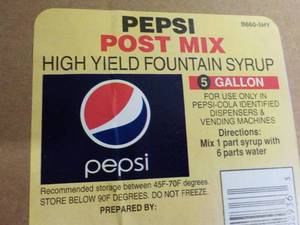 PEPSI
POST MIX
HIGH YIELD FOUNTAIN SYRUP
5 GALLON
FOR USE ONLY IN
PEPSI-COLA IDENTIFIED
DISPENSERS &
VENDING MACHINES
Directions:
Mix 1 part syrup with
6 parts water
pepsi
Recommended storage between 45F-70F degrees.
STORE BELOW 90F DEGREES. DO NOT FREEZE.
PREPARED BY: